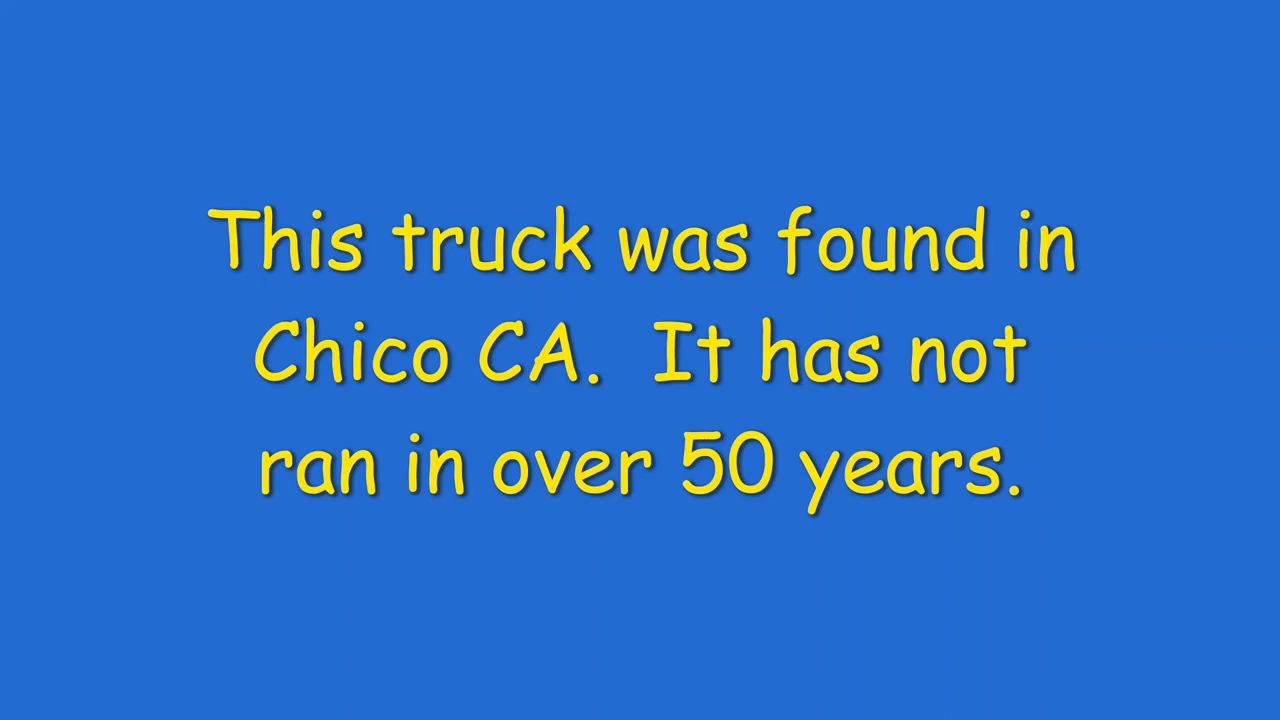 This truck was found in
Chico CA.  It has not
ran in over 50 years.